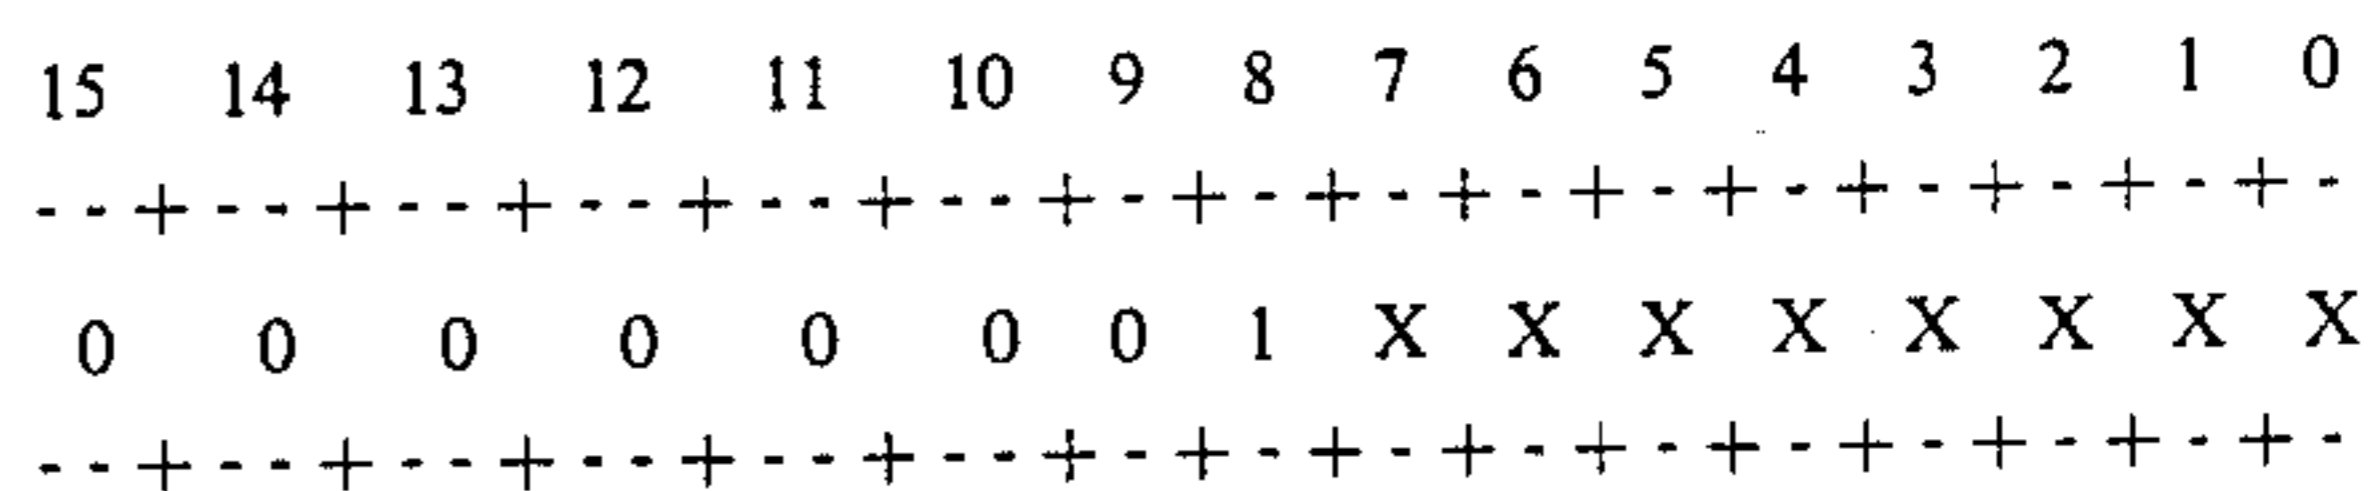 15 14 13 12 11 10 9 8 7 6 5 4 3 2 1 0
--+--+--+--+--+--+-+-+-+-+-+-+-+-+-+-
0 0 0 0 0 0 0 1 X X X X X X X X
--+--+--+--+--+--+-+-+-+-+-+-+-+-+-+-